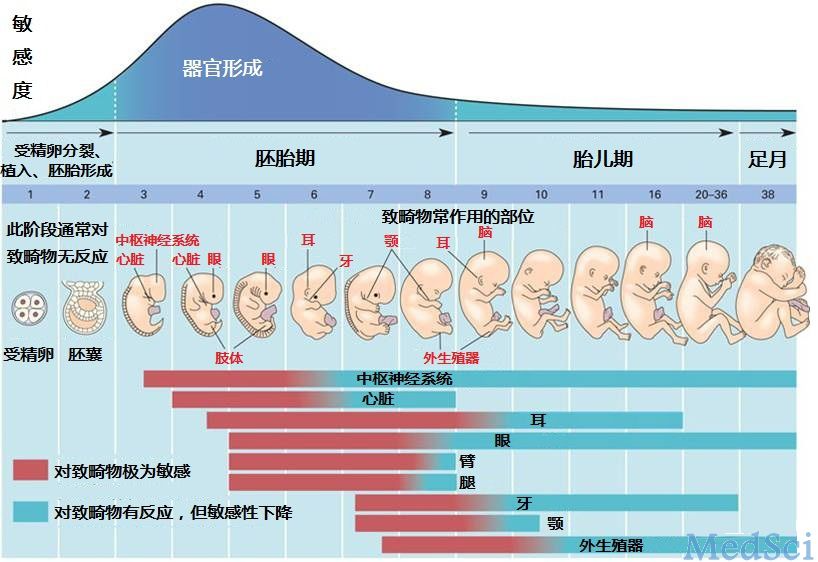 敏
感
度
器官形成
受精卵分裂、
植入、胚胎形成
胚胎期
胎儿期
足月
1 2 3 4 5 6 7 8 9 10 11 16 20-36 38
此阶段通常对
致畸物无反应
致畸物常作用的部位
中枢神经系统
心脏
心脏
眼
眼
耳
牙
颚
耳
脑
脑
脑
肢体
外生殖器
受精卵
胚囊
中枢神经系统
心脏
耳
眼
臂
腿
牙
颚
外生殖器
对致畸物极为敏感
对致畸物有反应，但敏感性下降
MedSci